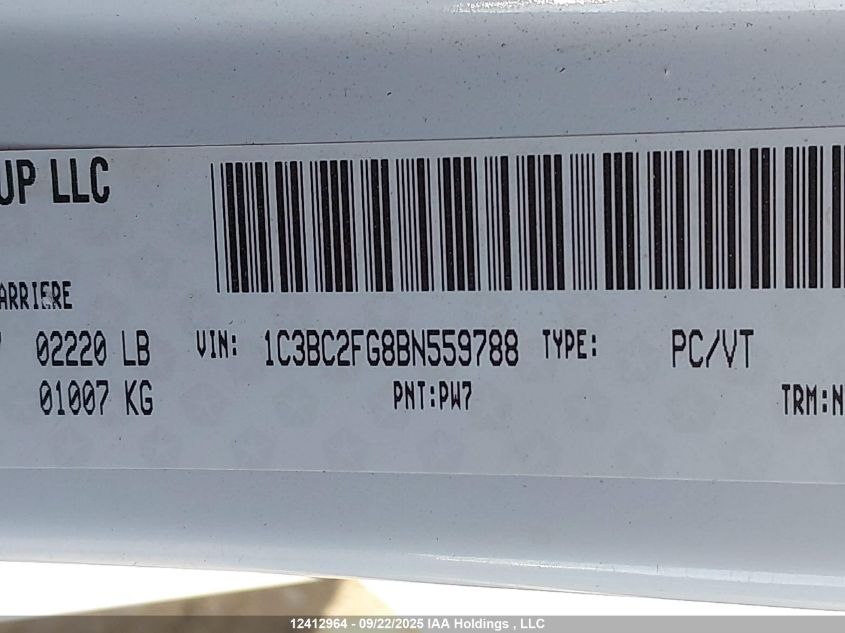 UP LLC
ARRIERE
02220 LB VIN: 1C3BC2FG8BN559788 TYPE: PC/VT
01007 KG PNT:PW7 TRM:N
12412964 - 09/22/2025 IAA Holdings , LLC